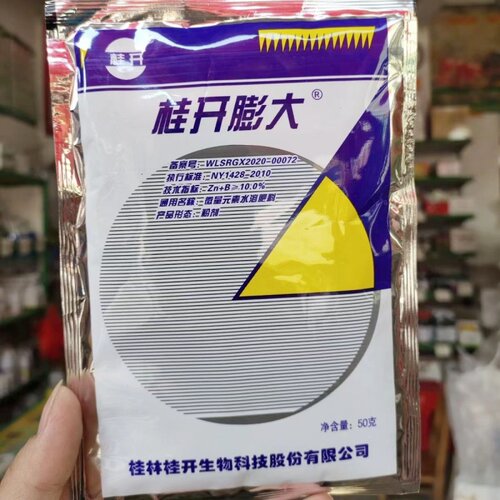 桂开
桂开膨大®
备案号：WLSRGX2020-00072
执行标准：NY1428-2010
技术指标：Zn+B≥10.0%
通用名称：微量元素水溶肥料
产品形态：粉剂
净含量：50克
桂林桂开生物科技股份有限公司